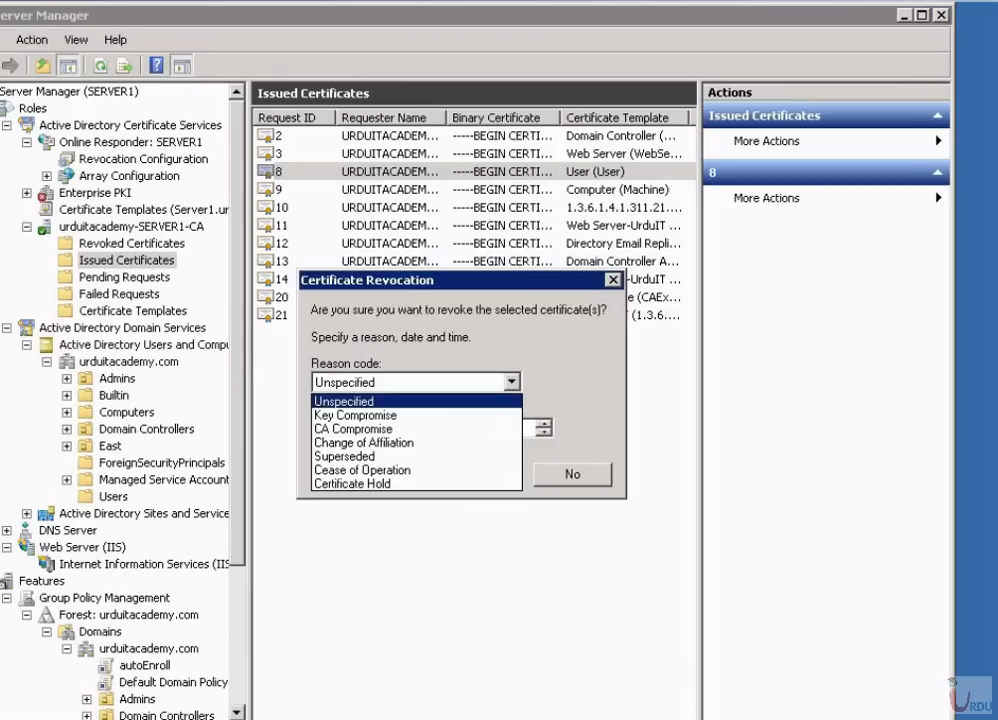 erver Manager
Action View Help
Server Manager (SERVER1)
Roles
Active Directory Certificate Services
Online Responder: SERVER1
Revocation Configuration
Array Configuration
Enterprise PKI
Certificate Templates (Server1.ur
urduitacademy-SERVER1-CA
Revoked Certificates
Issued Certificates
Pending Requests
Failed Requests
Certificate Templates
Active Directory Domain Services
Active Directory Users and Compu
urduitacademy.com
Admins
Builtin
Computers
Domain Controllers
East
ForeignSecurityPrincipals
Managed Service Account
Users
Active Directory Sites and Service
DNS Server
Web Server (IIS)
Internet Information Services (IIS
Features
Group Policy Management
Forest: urduitacademy.com
Domains
urduitacademy.com
autoEnroll
Default Domain Policy
Admins
Domain Controllers
Issued Certificates
Request ID Requester Name Binary Certificate Certificate Template
2 URDUITACADEM... -----BEGIN CERTI... Domain Controller (...
3 URDUITACADEM... -----BEGIN CERTI... Web Server (WebSe...
8 URDUITACADEM... -----BEGIN CERTI... User (User)
9 URDUITACADEM... -----BEGIN CERTI... Computer (Machine)
10 URDUITACADEM... -----BEGIN CERTI... 1.3.6.1.4.1.311.21....
11 URDUITACADEM... -----BEGIN CERTI... Web Server-UrduIT ...
12 URDUITACADEM... -----BEGIN CERTI... Directory Email Repli...
13 URDUITACADEM... -----BEGIN CERTI... Domain Controller A...
14 -UrduIT ...
20 e (CAEx...
21 (1.3.6....
Certificate Revocation
Are you sure you want to revoke the selected certificate(s)?
Specify a reason, date and time.
Reason code:
Unspecified
Unspecified
Key Compromise
CA Compromise
Change of Affiliation
Superseded
Cease of Operation
Certificate Hold
No
Actions
Issued Certificates
More Actions
8
More Actions
URDU